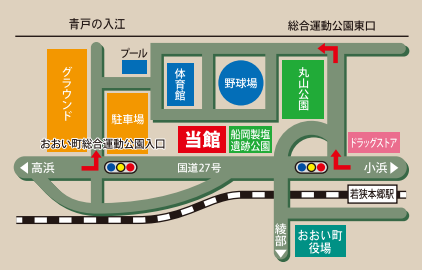 青戸の入江
総合運動公園東口
プール
グラウンド
体育館
野球場
丸山公園
駐車場
当館
船岡製塩
遺跡公園
ドラッグストア
おおい町総合運動公園入口
高浜
国道27号
小浜
若狭本郷駅
綾部
おおい町
役場